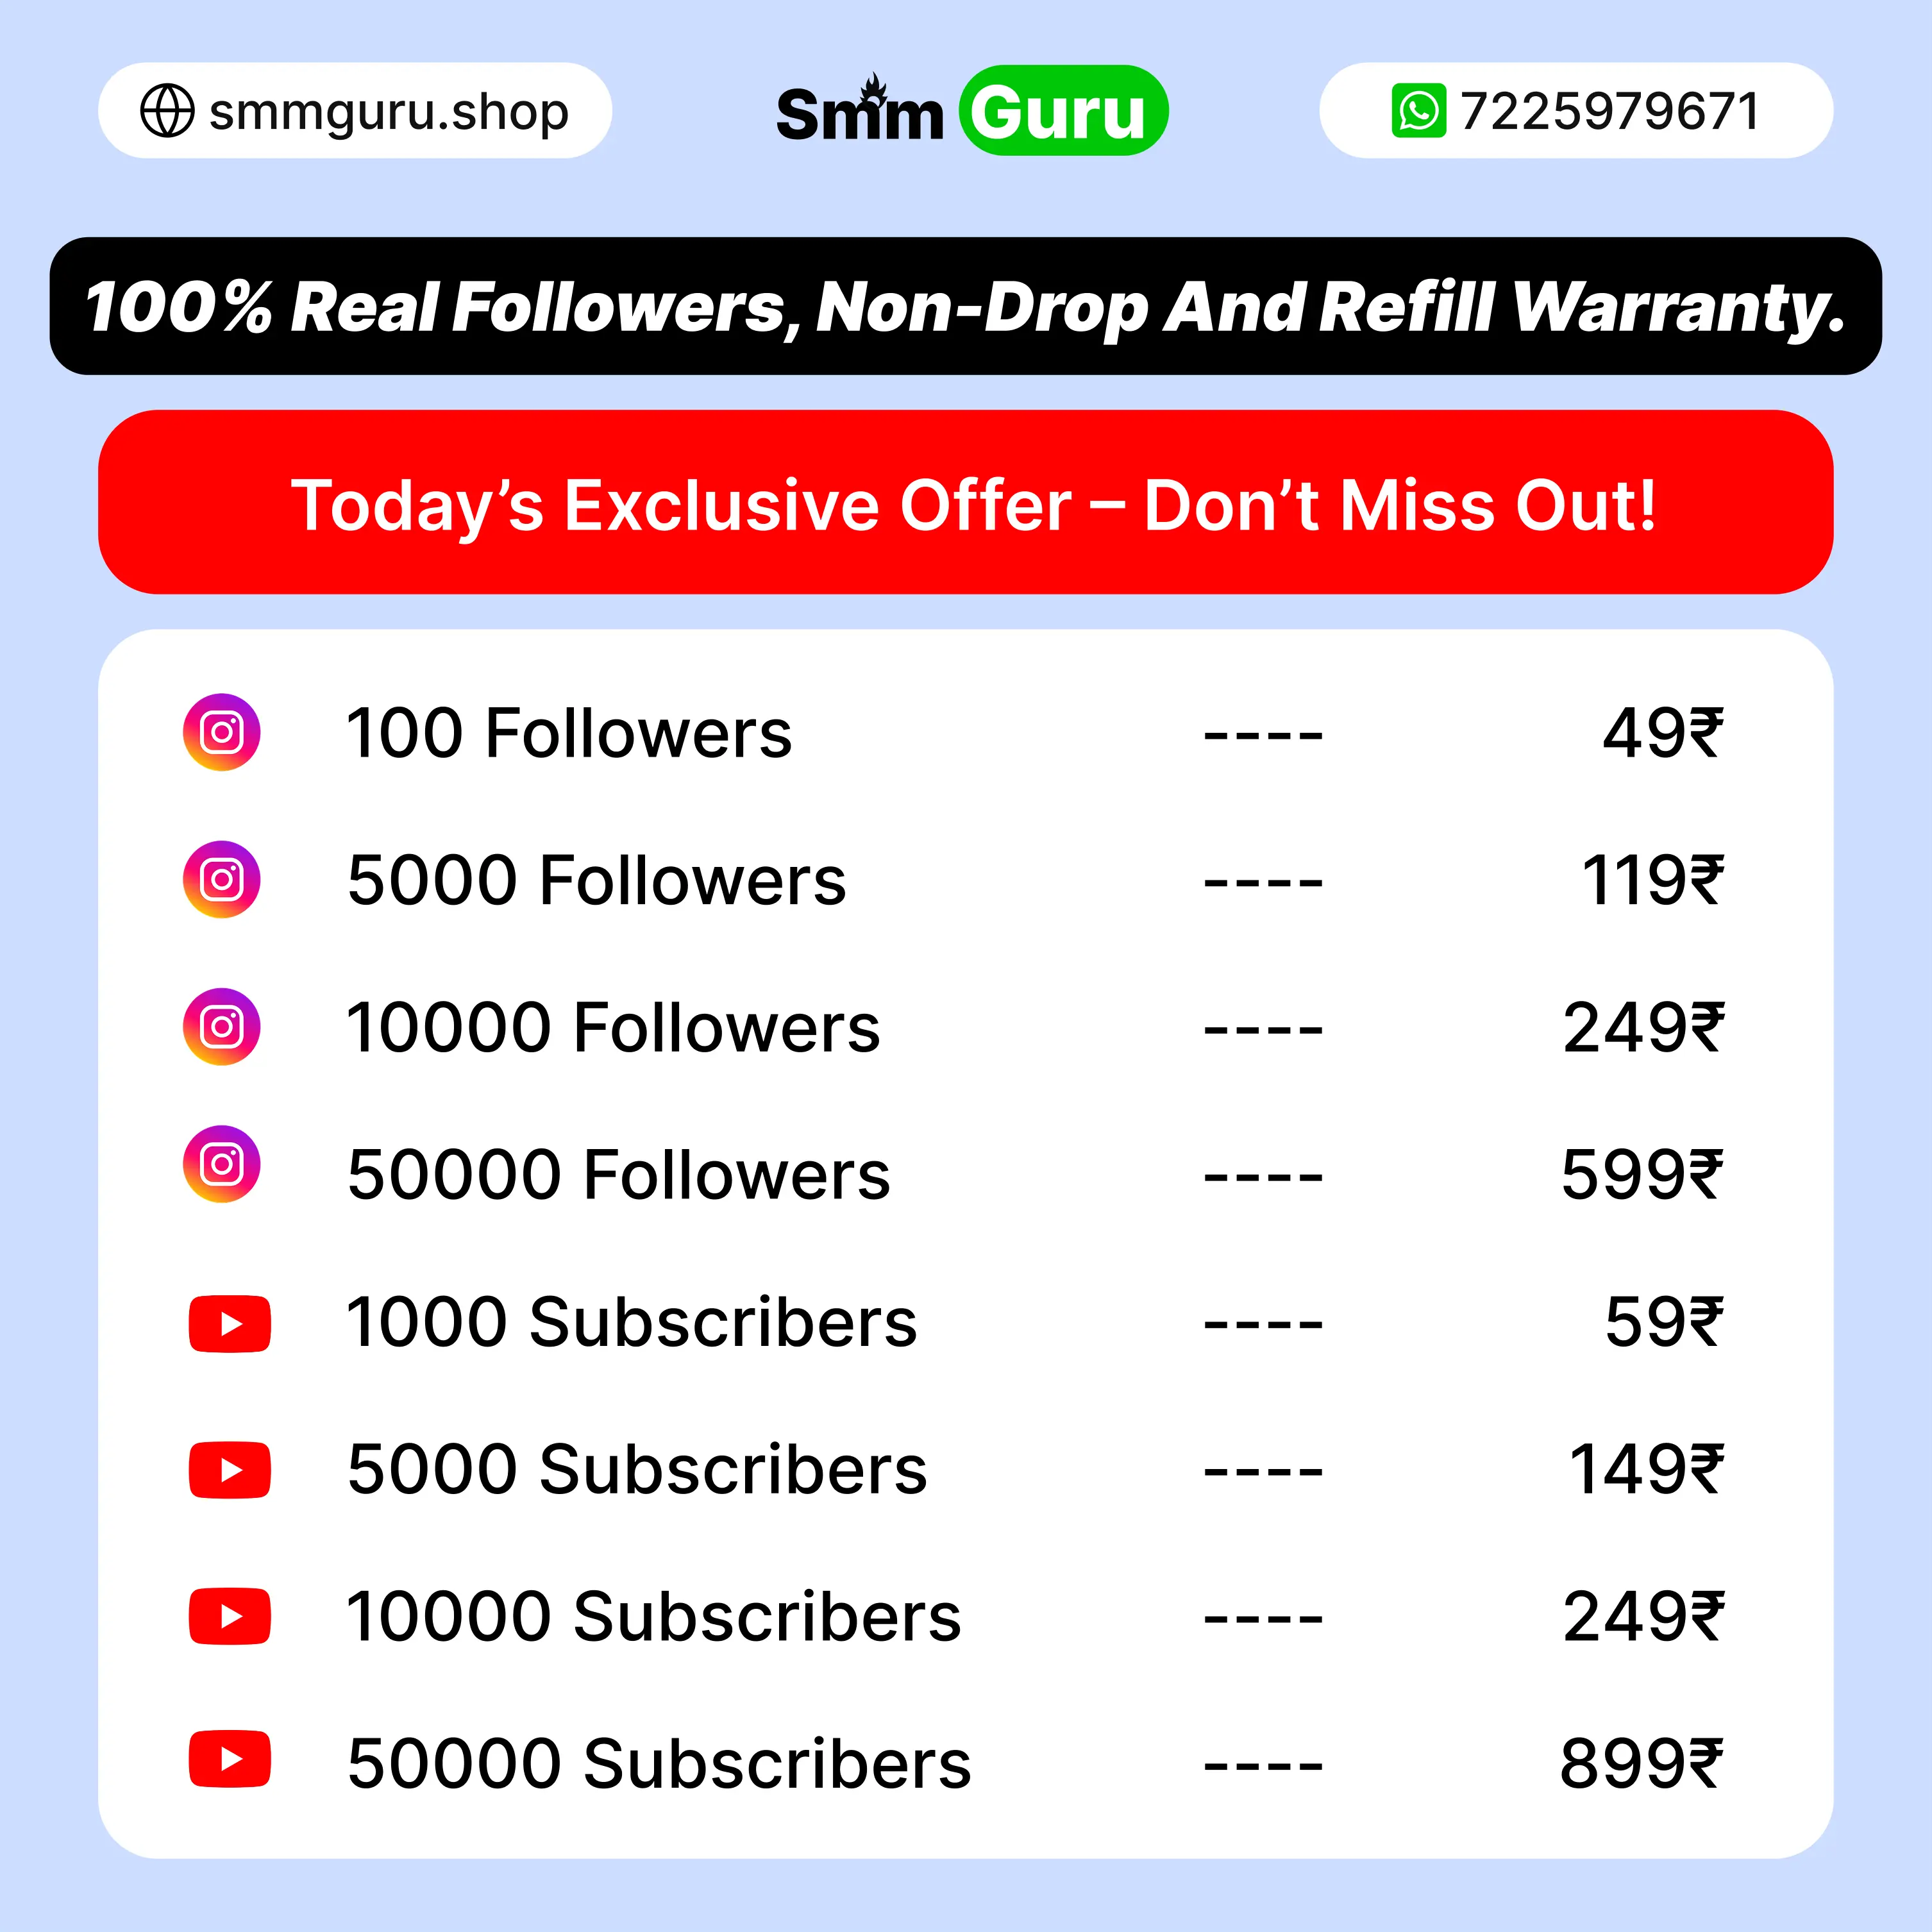 smmguru.shop
Smm Guru
7225979671
100% Real Followers, Non-Drop And Refill Warranty.
Today’s Exclusive Offer – Don’t Miss Out!
100 Followers ---- 49₹
5000 Followers ---- 119₹
10000 Followers ---- 249₹
50000 Followers ---- 599₹
1000 Subscribers ---- 59₹
5000 Subscribers ---- 149₹
10000 Subscribers ---- 249₹
50000 Subscribers ---- 899₹